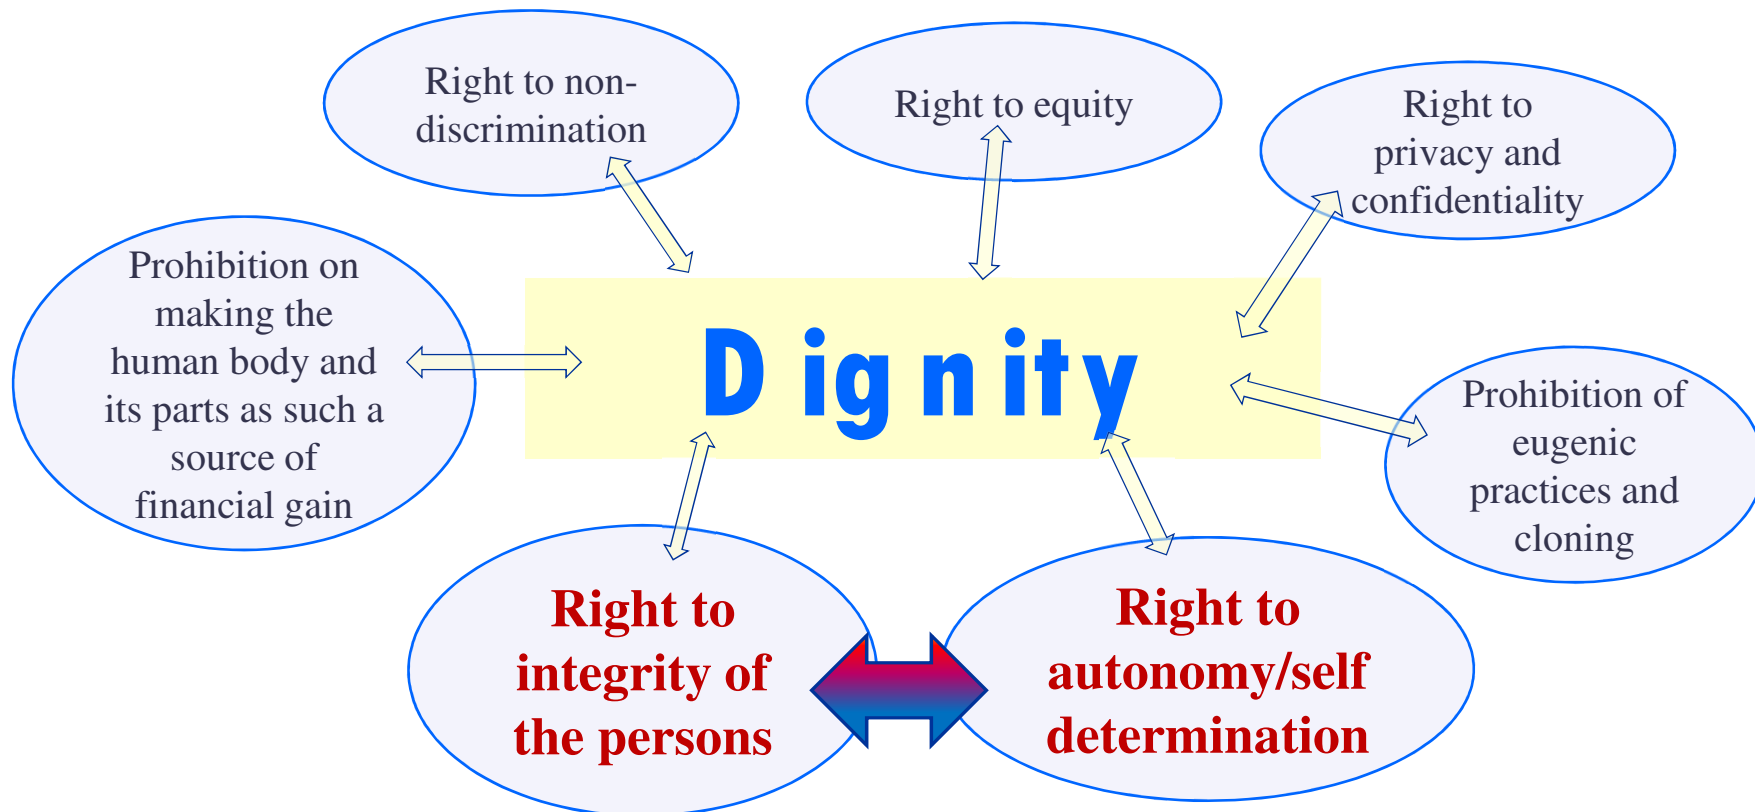 Right to non-
discrimination
Right to equity
Right to
privacy and
confidentiality
Prohibition on
making the
human body and
its parts as such a
source of
financial gain
Dignity
Prohibition of
eugenic
practices and
cloning
Right to
integrity of
the persons
Right to
autonomy/self
determination